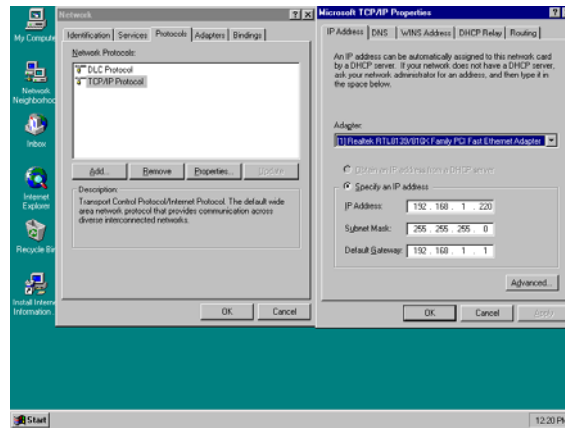 My Compute
Network
Neighborhoo
Inbox
Internet
Explorer
Recycle Bin
Install Interne
Information
Network
Identification
Services
Protocols
Adapters
Bindings
Network Protocols:
DLC Protocol
TCP/IP Protocol
Add...
Remove
Properties...
Update
Description:
Transport Control Protocol/Internet Protocol. The default wide
area network protocol that provides communication across
diverse interconnected networks.
OK
Cancel
Microsoft TCP/IP Properties
IP Address
DNS
WINS Address
DHCP Relay
Routing
An IP address can be automatically assigned to this network card
by a DHCP server. If your network does not have a DHCP server,
ask your network administrator for an address, and then type it in
the space below.
Adapter:
[1] Realtek RTL8139/810X Family PCI Fast Ethernet Adapter
Obtain an IP address from a DHCP server
Specify an IP address
IP Address: 192 . 168 . 1 . 220
Subnet Mask: 255 . 255 . 255 . 0
Default Gateway: 192 . 168 . 1 . 1
Advanced...
OK
Cancel
Apply
Start
12:20 PM